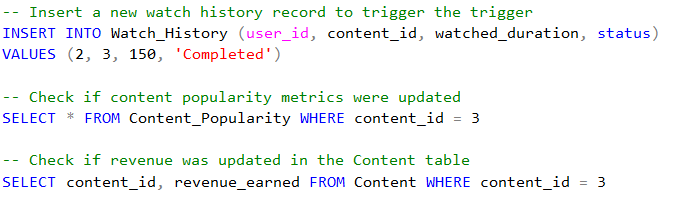 -- Insert a new watch history record to trigger the trigger
INSERT INTO Watch_History (user_id, content_id, watched_duration, status)
VALUES (2, 3, 150, 'Completed')
-- Check if content popularity metrics were updated
SELECT * FROM Content_Popularity WHERE content_id = 3
-- Check if revenue was updated in the Content table
SELECT content_id, revenue_earned FROM Content WHERE content_id = 3